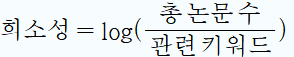 희소성 = log(총 논문 수 / 관련 키워드)